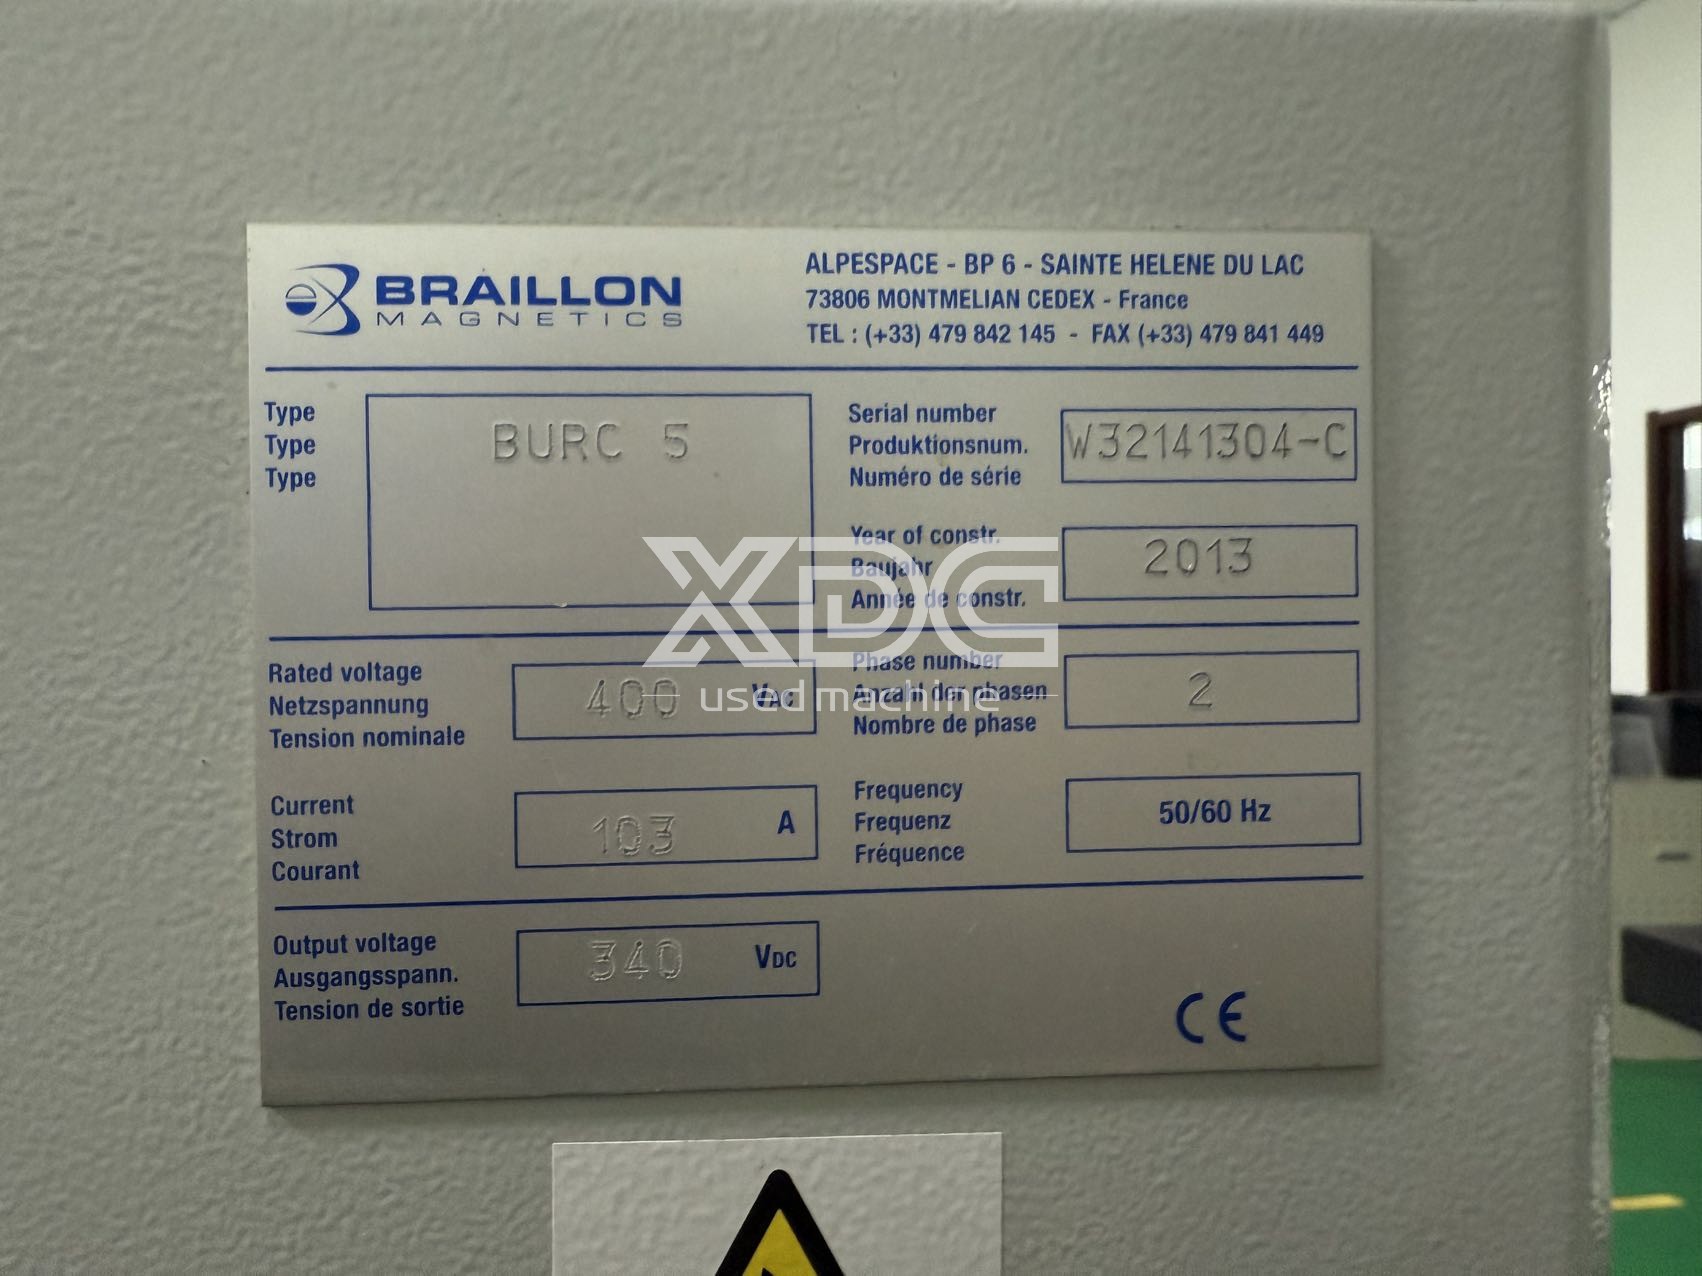 BRAILLON
MAGNETICS
ALPESPACE - BP 6 - SAINTE HELENE DU LAC
73806 MONTMELIAN CEDEX - France
TEL : (+33) 479 842 145 - FAX (+33) 479 841 449
Type
Type
Type
BURC 5
Serial number
Produktionsnum.
Numéro de série
W32141304-C
Year of constr.
Baujahr
Année de constr.
2013
Rated voltage
Netzspannung
Tension nominale
400 VAC
Phase number
Anzahl der phasen
Nombre de phase
2
Current
Strom
Courant
103 A
Frequency
Frequenz
Fréquence
50/60 Hz
Output voltage
Ausgangsspann.
Tension de sortie
340 VDC
CE
XDC
used machine